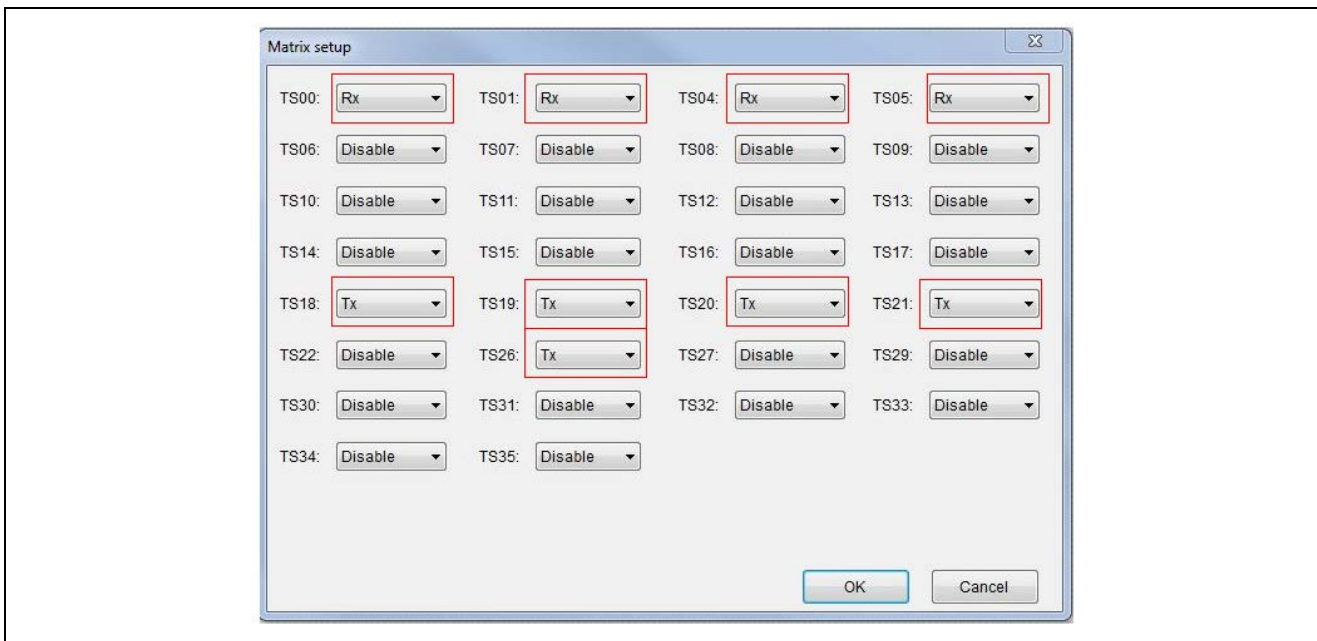 Matrix setup
TS00: Rx TS01: Rx TS04: Rx TS05: Rx
TS06: Disable TS07: Disable TS08: Disable TS09: Disable
TS10: Disable TS11: Disable TS12: Disable TS13: Disable
TS14: Disable TS15: Disable TS16: Disable TS17: Disable
TS18: Tx TS19: Tx TS20: Tx TS21: Tx
TS22: Disable TS26: Tx TS27: Disable TS29: Disable
TS30: Disable TS31: Disable TS32: Disable TS33: Disable
TS34: Disable TS35: Disable
OK Cancel